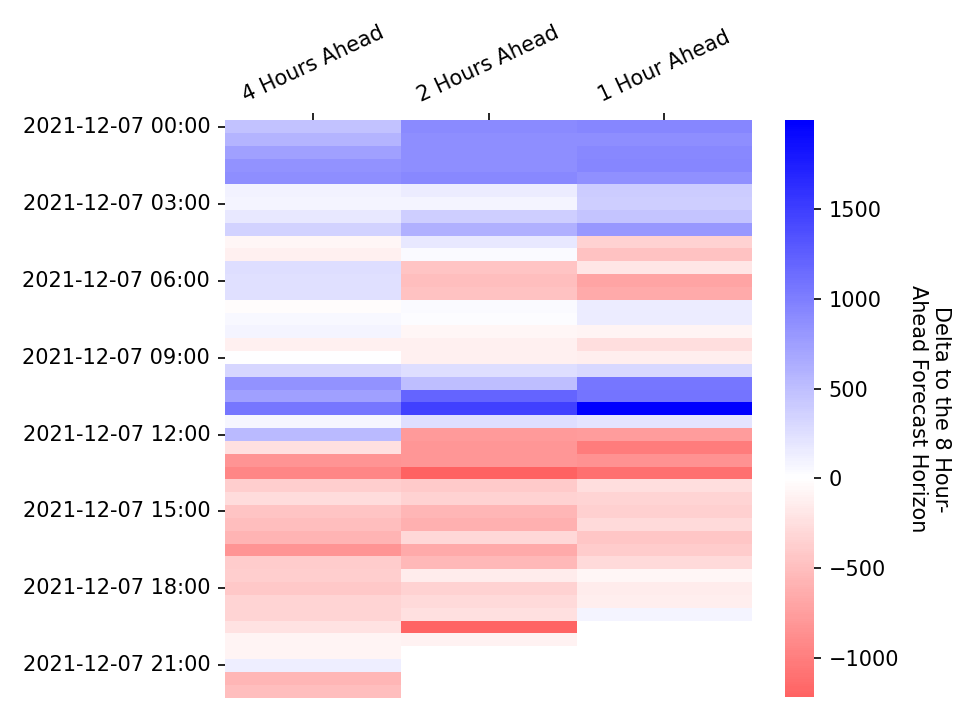 4 Hours Ahead
2 Hours Ahead
1 Hour Ahead
2021-12-07 00:00
2021-12-07 03:00
2021-12-07 06:00
2021-12-07 09:00
2021-12-07 12:00
2021-12-07 15:00
2021-12-07 18:00
2021-12-07 21:00
1500
1000
500
0
−500
−1000
Delta to the 8 Hour-
Ahead Forecast Horizon